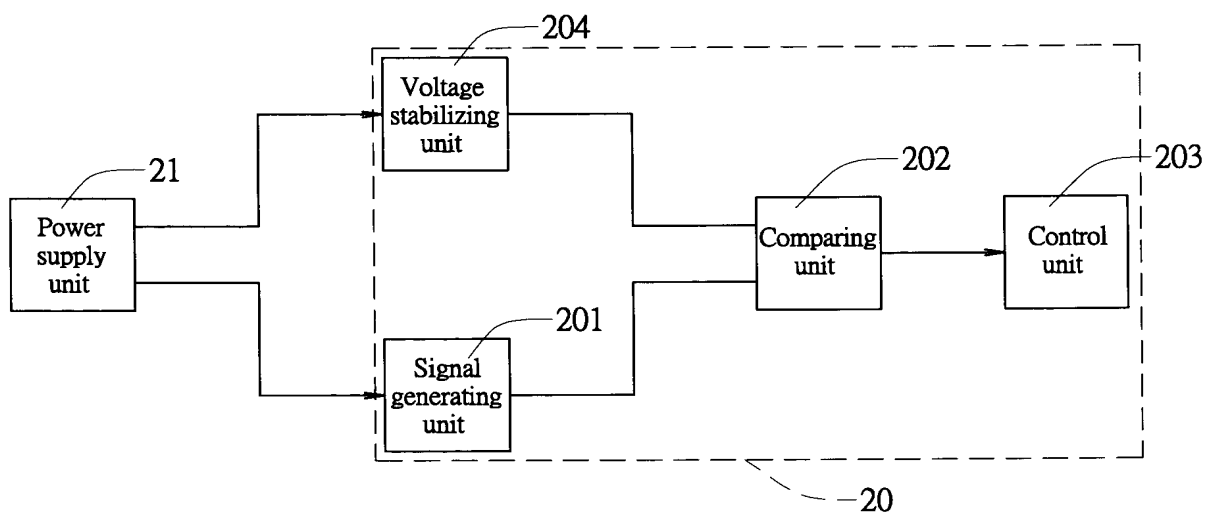 204
Voltage
stabilizing
unit
21
Power
supply
unit
202
Comparing
unit
203
Control
unit
201
Signal
generating
unit
20